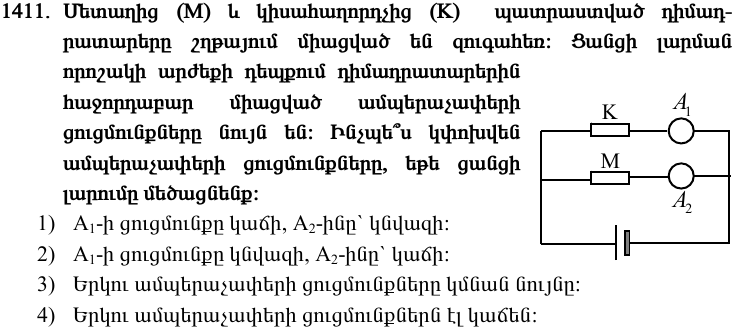 1411. Մետաղից (M) և կիսահաղորդչից (K) պատրաստված դիմադ-
րատարերը շղթայում միացված են զուգահեռ: Ցանցի լարման
որոշակի արժեքի դեպքում դիմադրատարերին
հաջորդաբար միացված ամպերաչափերի
ցուցմունքները նույն են: Ինչպե՞ս կփոխվեն
ամպերաչափերի ցուցմունքները, եթե ցանցի
լարումը մեծացնենք:
K A1
M
A2
1) A1-ի ցուցմունքը կաճի, A2-ինը՝ կնվազի:
2) A1-ի ցուցմունքը կնվազի, A2-ինը՝ կաճի:
3) Երկու ամպերաչափերի ցուցմունքները կմնան նույնը:
4) Երկու ամպերաչափերի ցուցմունքներն էլ կաճեն: